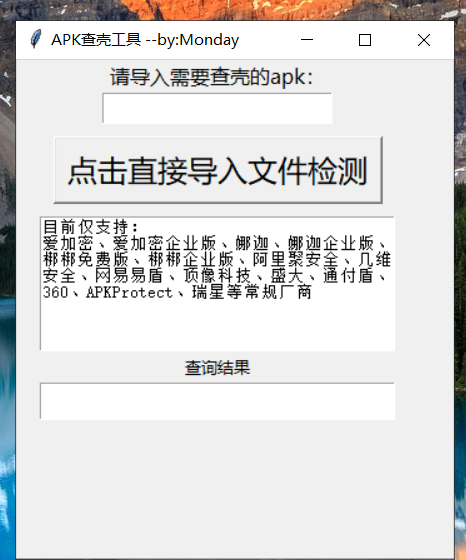 APK查壳工具 --by:Monday
请导入需要查壳的apk:
点击直接导入文件检测
目前仅支持:
爱加密、爱加密企业版、娜迦、娜迦企业版、
梆梆免费版、梆梆企业版、阿里聚安全、几维
安全、网易易盾、顶像科技、盛大、通付盾、
360、APKProtect、瑞星等常规厂商
查询结果